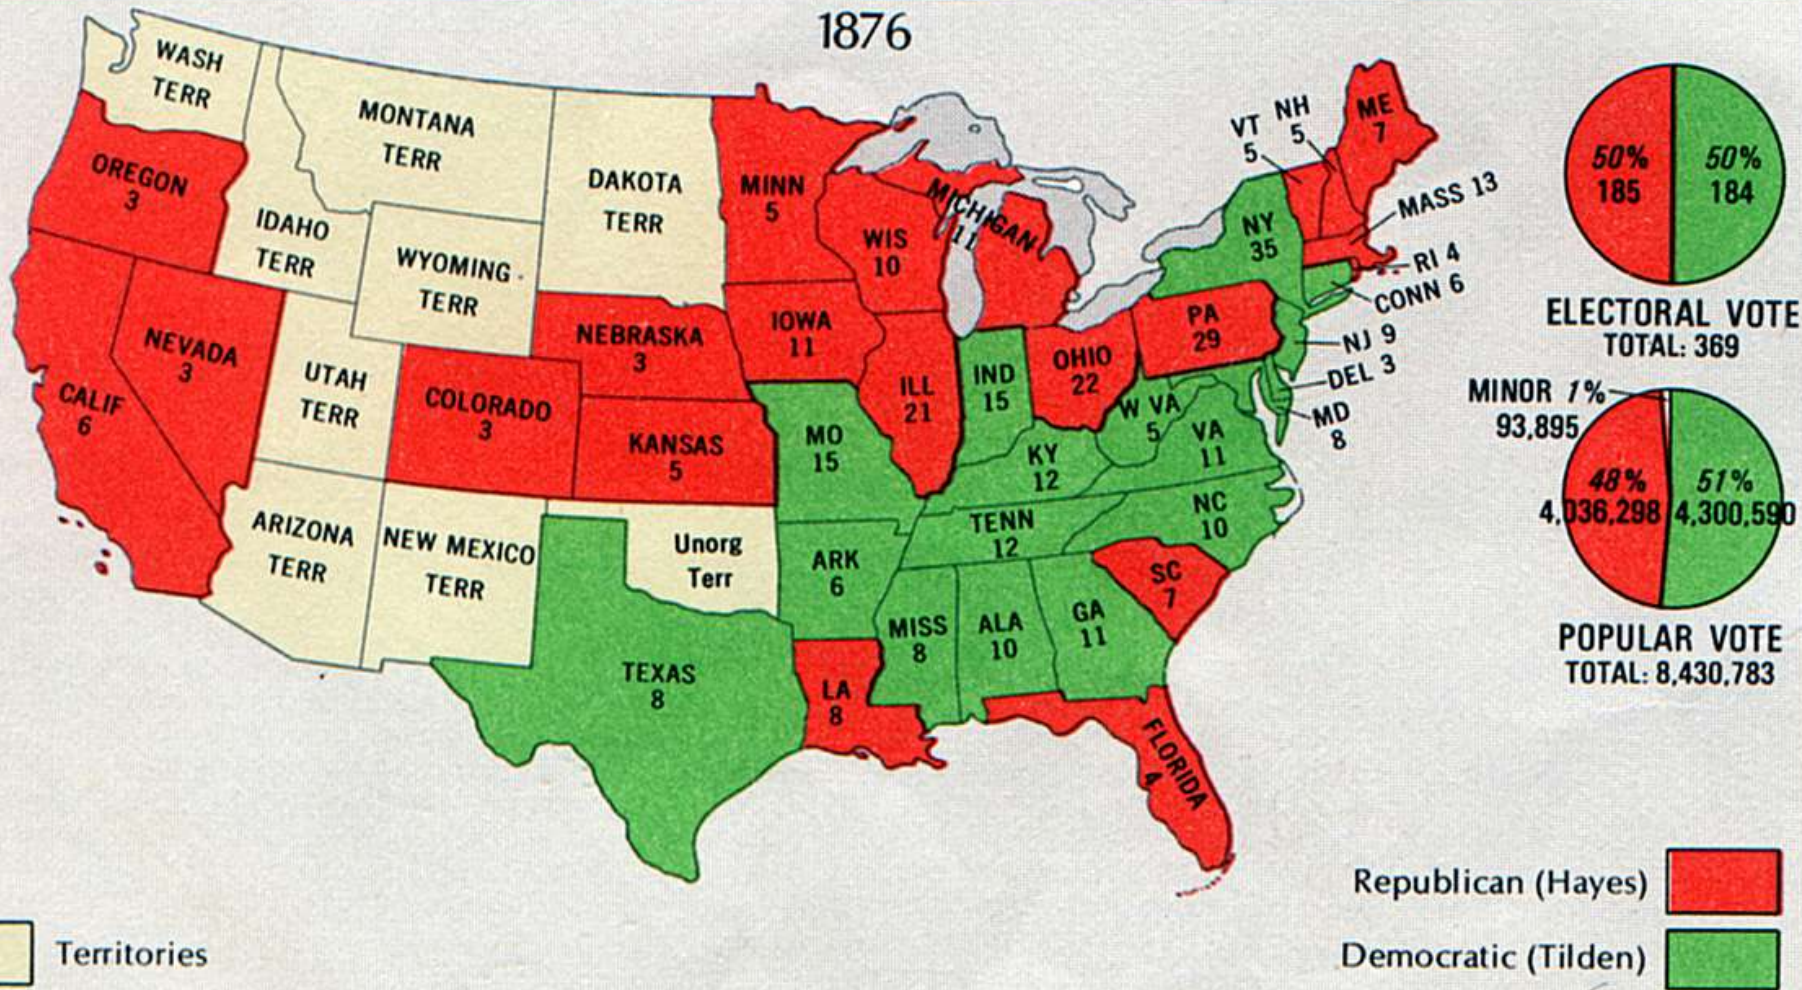 1876
WASH
TERR
MONTANA
TERR
DAKOTA
TERR
MINN
5
OREGON
3
IDAHO
TERR
WYOMING
TERR
WIS
10
MICHIGAN
11
VT
5
NH
5
ME
7
MASS 13
NY
35
RI 4
CONN 6
NEVADA
3
CALIF
6
UTAH
TERR
COLORADO
3
NEBRASKA
3
KANSAS
5
IOWA
11
ILL
21
IND
15
OHIO
22
PA
29
NJ 9
DEL 3
MD
8
MO
15
KY
12
W VA
5
VA
11
ARIZONA
TERR
NEW MEXICO
TERR
Unorg
Terr
ARK
6
TENN
12
NC
10
SC
7
TEXAS
8
LA
8
MISS
8
ALA
10
GA
11
FLORIDA
4
50%
185
50%
184
ELECTORAL VOTE
TOTAL: 369
MINOR 1%
93,895
48%
4,036,298
51%
4,300,590
POPULAR VOTE
TOTAL: 8,430,783
Republican (Hayes)
Democratic (Tilden)
Territories